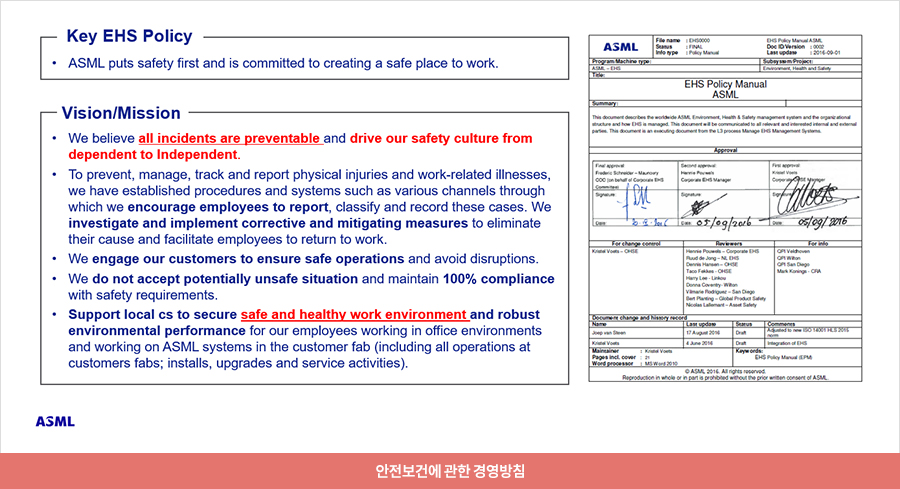 Key EHS Policy
• ASML puts safety first and is committed to creating a safe place to work.
Vision/Mission
• We believe all incidents are preventable and drive our safety culture from
dependent to Independent.
• To prevent, manage, track and report physical injuries and work-related illnesses,
we have established procedures and systems such as various channels through
which we encourage employees to report, classify and record these cases. We
investigate and implement corrective and mitigating measures to eliminate
their cause and facilitate employees to return to work.
• We engage our customers to ensure safe operations and avoid disruptions.
• We do not accept potentially unsafe situation and maintain 100% compliance
with safety requirements.
• Support local cs to secure safe and healthy work environment and robust
environmental performance for our employees working in office environments
and working on ASML systems in the customer fab (including all operations at
customers fabs; installs, upgrades and service activities).
ASML
ASML
File name : EHS0000 EHS Policy Manual ASML
Status : FINAL Doc ID/Version : 0002
Info type : Policy Manual Last update : 2016-09-01
Program/Machine type: Subsystem/Project:
ASML – EHS Environment, Health and Safety
Title:
EHS Policy Manual
ASML
Summary:
This document describes the worldwide ASML Environment, Health & Safety management system and the organizational
structure and how EHS is managed. This document will be communicated to all relevant and interested internal and external
parties. This document is an executing document from the L3 process Manage EHS Management Systems.
Approval
Final approval: Second approval: First approval:
Frederic Schneider – Maunoury Hennie Pouwels Kristel Voets
COO (on behalf of Corporate EHS Corporate EHS Manager Corporate OHSE Manager
Committee)
Signature Signature: Signature:
Date: Date: 05/09/2016 Date: 05/09/2016
For change control Reviewers For info
Kristel Voets – OHSE Hennie Pouwels – Corporate EHS QPI Veldhoven
Ruud de Jong – NL EHS QPI Wilton
Dennis Hansen – OHSE QPI San Diego
Taco Fekkes - OHSE Mark Konings - CRA
Harry Lee - Linkou
Donna Coventry- Wilton
Vilmarie Rodriguez – San Diego
Bert Planting – Global Product Safety
Nicolas Lallemant – Asset Safety
Document change and history record
Name Last update Status Comments
Joep van Steen 17 August 2016 Draft Adjusted to new ISO 14001 HLS 2015
norm
Kristel Voets 4 June 2016 Draft Integration of EHS
Maintainer : Kristel Voets Keywords:
Pages incl. cover : 21 EHS Policy Manual (EPM)
Word processor : MS Word 2010
© ASML 2016. All rights reserved.
Reproduction in whole or in part is prohibited without the prior written consent of ASML.
안전보건에 관한 경영방침